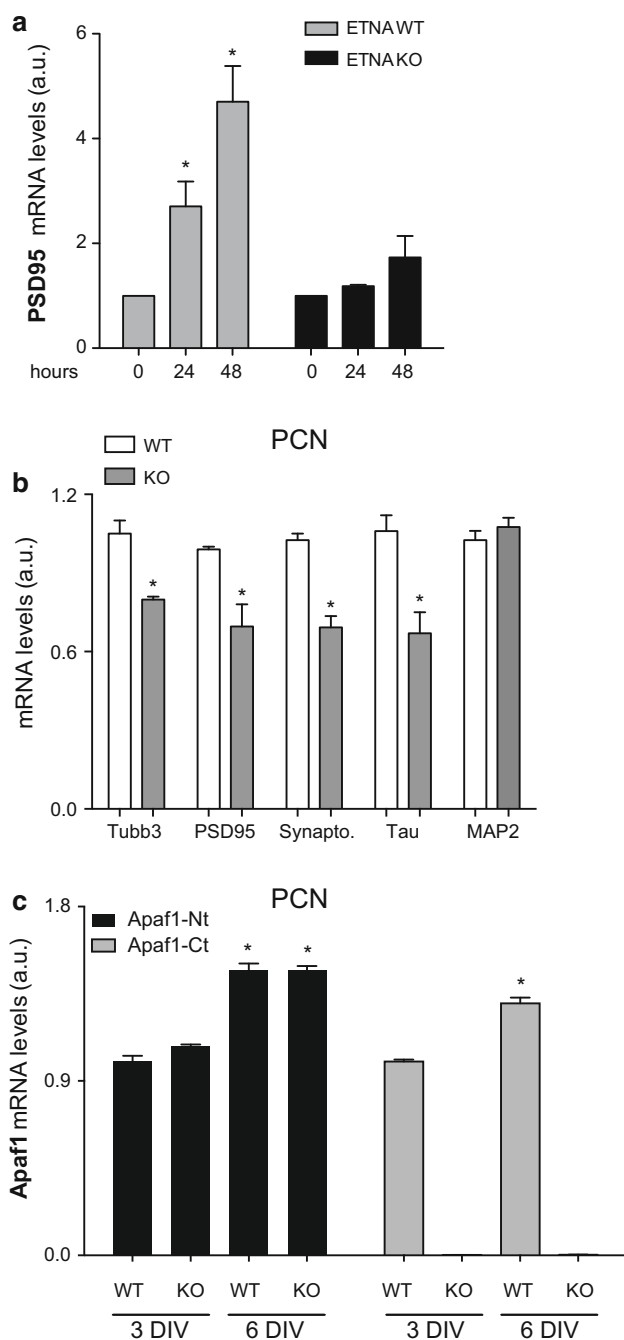 a
6
4
2
0
PSD95 mRNA levels (a.u.)
ETNA WT
ETNA KO
*
*
hours 0 24 48 0 24 48
PCN
WT
KO
b
1.2
0.6
0.0
mRNA levels (a.u.)
* * * *
Tubb3 PSD95 Synapto. Tau MAP2
c
PCN
1.8
0.9
0.0
Apaf1 mRNA levels (a.u.)
Apaf1-Nt
Apaf1-Ct
* * *
WT KO WT KO WT KO WT KO
3 DIV 6 DIV 3 DIV 6 DIV